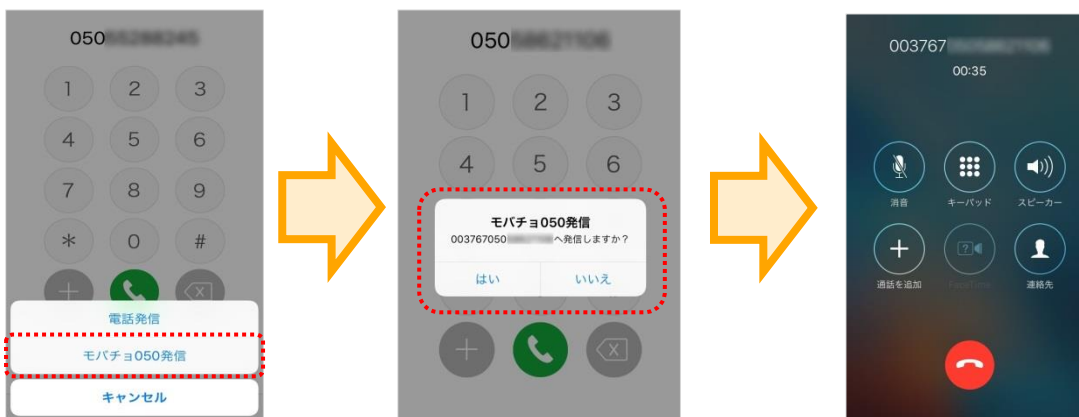 050
1 2 3
4 5 6
7 8 9
* 0 #
電話発信
モバチョ050発信
キャンセル
050
1 2 3
4 5 6
モバチョ050発信
003767050 へ発信しますか？
はい いいえ
003767
00:35
消音 キーパッド スピーカー
通話を追加 FaceTime 連絡先